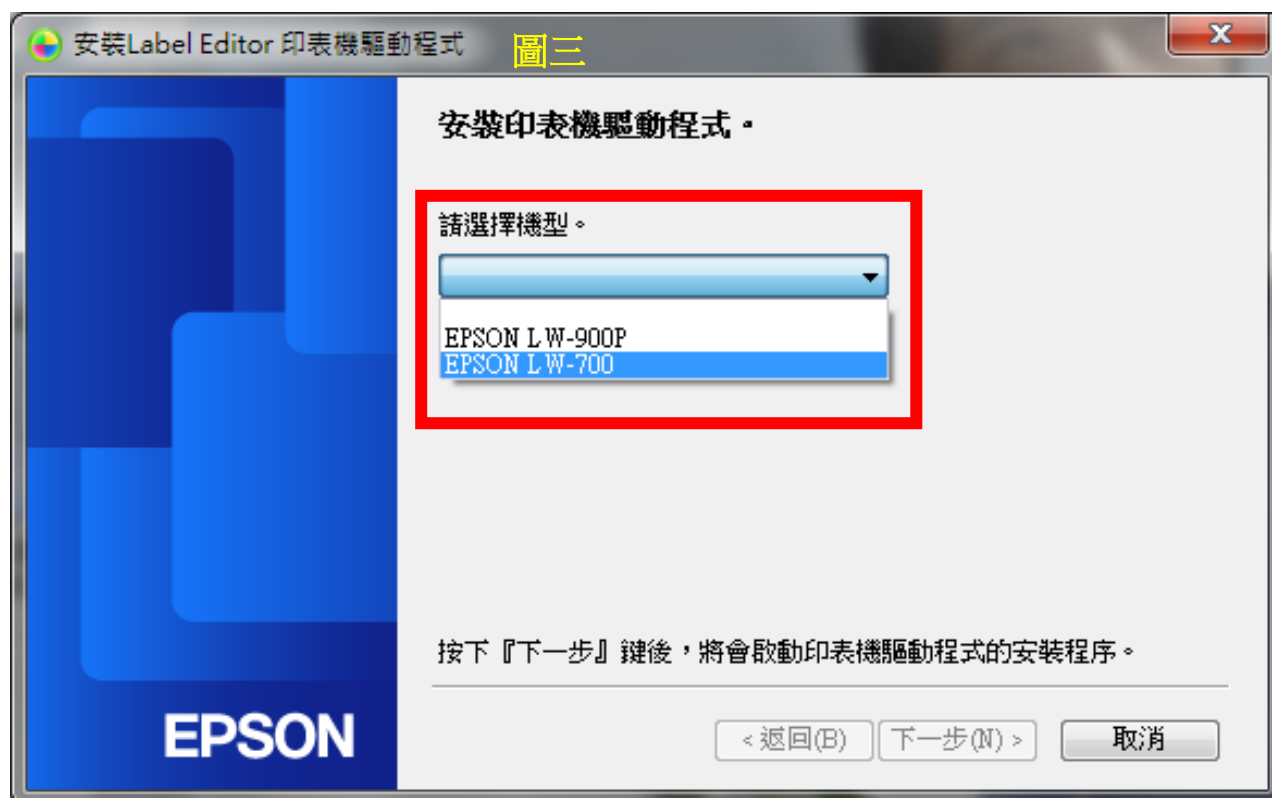 安裝Label Editor 印表機驅動程式
圖三
安裝印表機驅動程式。
請選擇機型。
EPSON LW-900P
EPSON LW-700
按下『下一步』鍵後，將會啟動印表機驅動程式的安裝程序。
EPSON
<返回(B)
下一步(N) >
取消